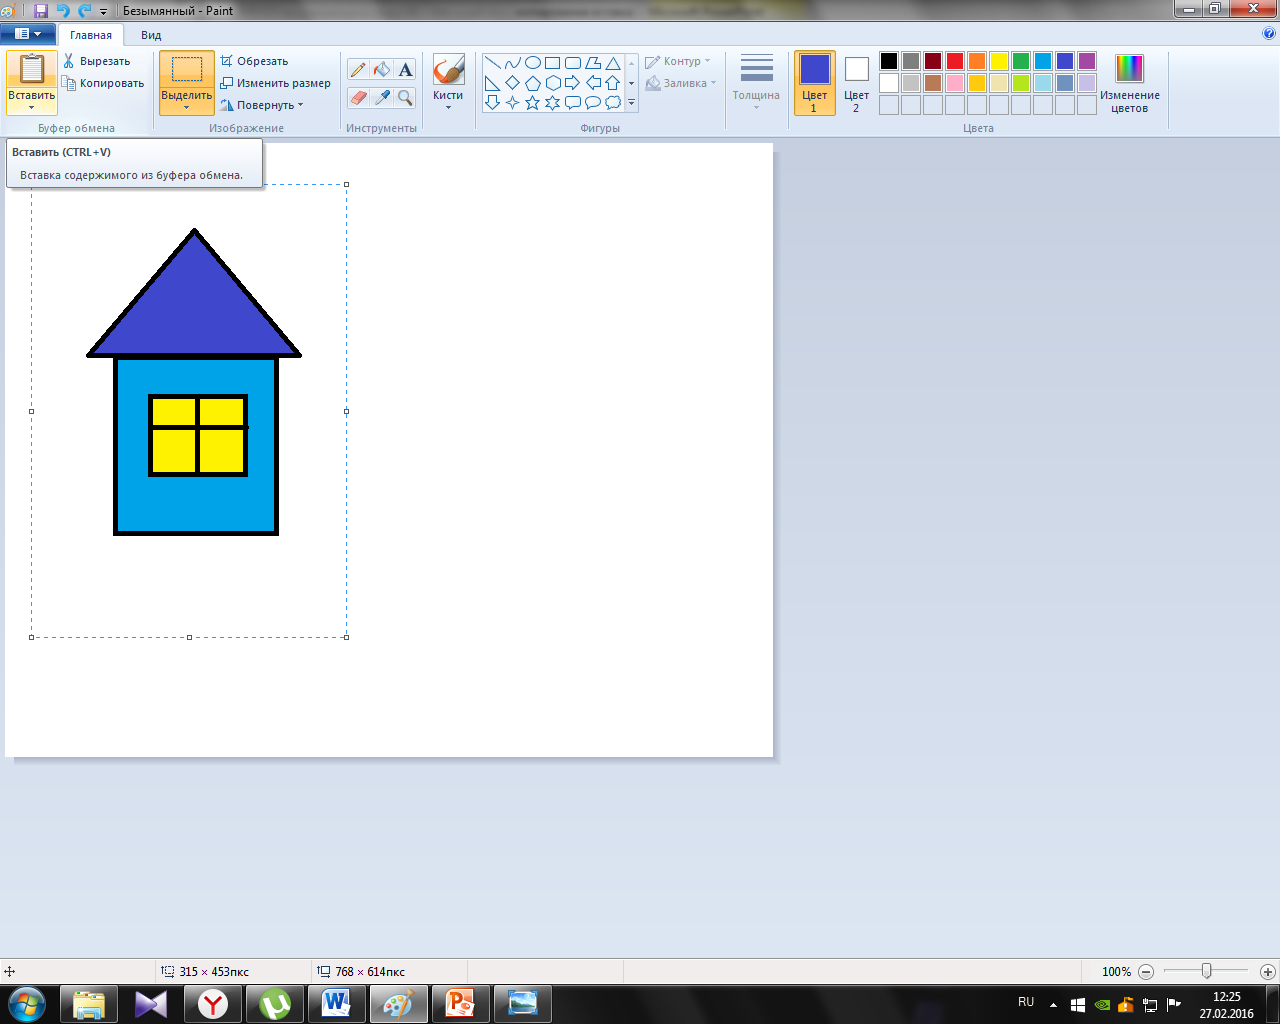 Безымянный - Paint
Главная
Вид
Вставить
Вырезать
Копировать
Буфер обмена
Выделить
Обрезать
Изменить размер
Повернуть
Изображение
A
Инструменты
Кисти
Контур
Заливка
Фигуры
Толщина
Цвет
1
Цвет
2
Изменение
цветов
Цвета
Вставить (CTRL+V)
Вставка содержимого из буфера обмена.
315 × 453пкс
768 × 614пкс
100%
RU
12:25
27.02.2016